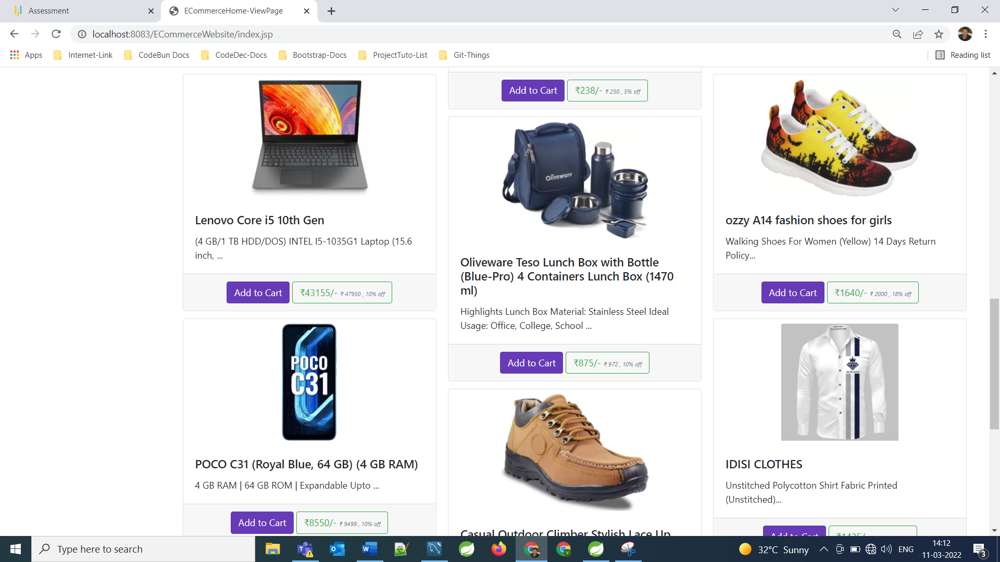 Assessment
ECommerceHome-ViewPage
localhost:8083/ECommerceWebsite/index.jsp
Apps
Internet-Link
CodeBun Docs
CodeDec-Docs
Bootstrap-Docs
ProjectTuto-List
Git-Things
Reading list
Lenovo Core i5 10th Gen
(4 GB/1 TB HDD/DOS) INTEL I5-1035G1 Laptop (15.6
inch, ...
Add to Cart
₹43155/- ₹ 47950 , 10% off
POCO
C31
POCO C31 (Royal Blue, 64 GB) (4 GB RAM)
4 GB RAM | 64 GB ROM | Expandable Upto ...
Add to Cart
₹8550/- ₹ 9499 , 10% off
Add to Cart
₹238/- ₹ 250 , 5% off
Oliveware
Oliveware Teso Lunch Box with Bottle
(Blue-Pro) 4 Containers Lunch Box (1470
ml)
Highlights Lunch Box Material: Stainless Steel Ideal
Usage: Office, College, School ...
Add to Cart
₹875/- ₹ 972 , 10% off
Casual Outdoor Climber Stylish Lace Up
ozzy A14 fashion shoes for girls
Walking Shoes For Women (Yellow) 14 Days Return
Policy...
Add to Cart
₹1640/- ₹ 2000 , 18% off
IDISI CLOTHES
Unstitched Polycotton Shirt Fabric Printed
(Unstitched)...
Add to Cart
Type here to search
32°C Sunny
ENG
14:12
11-03-2022
3